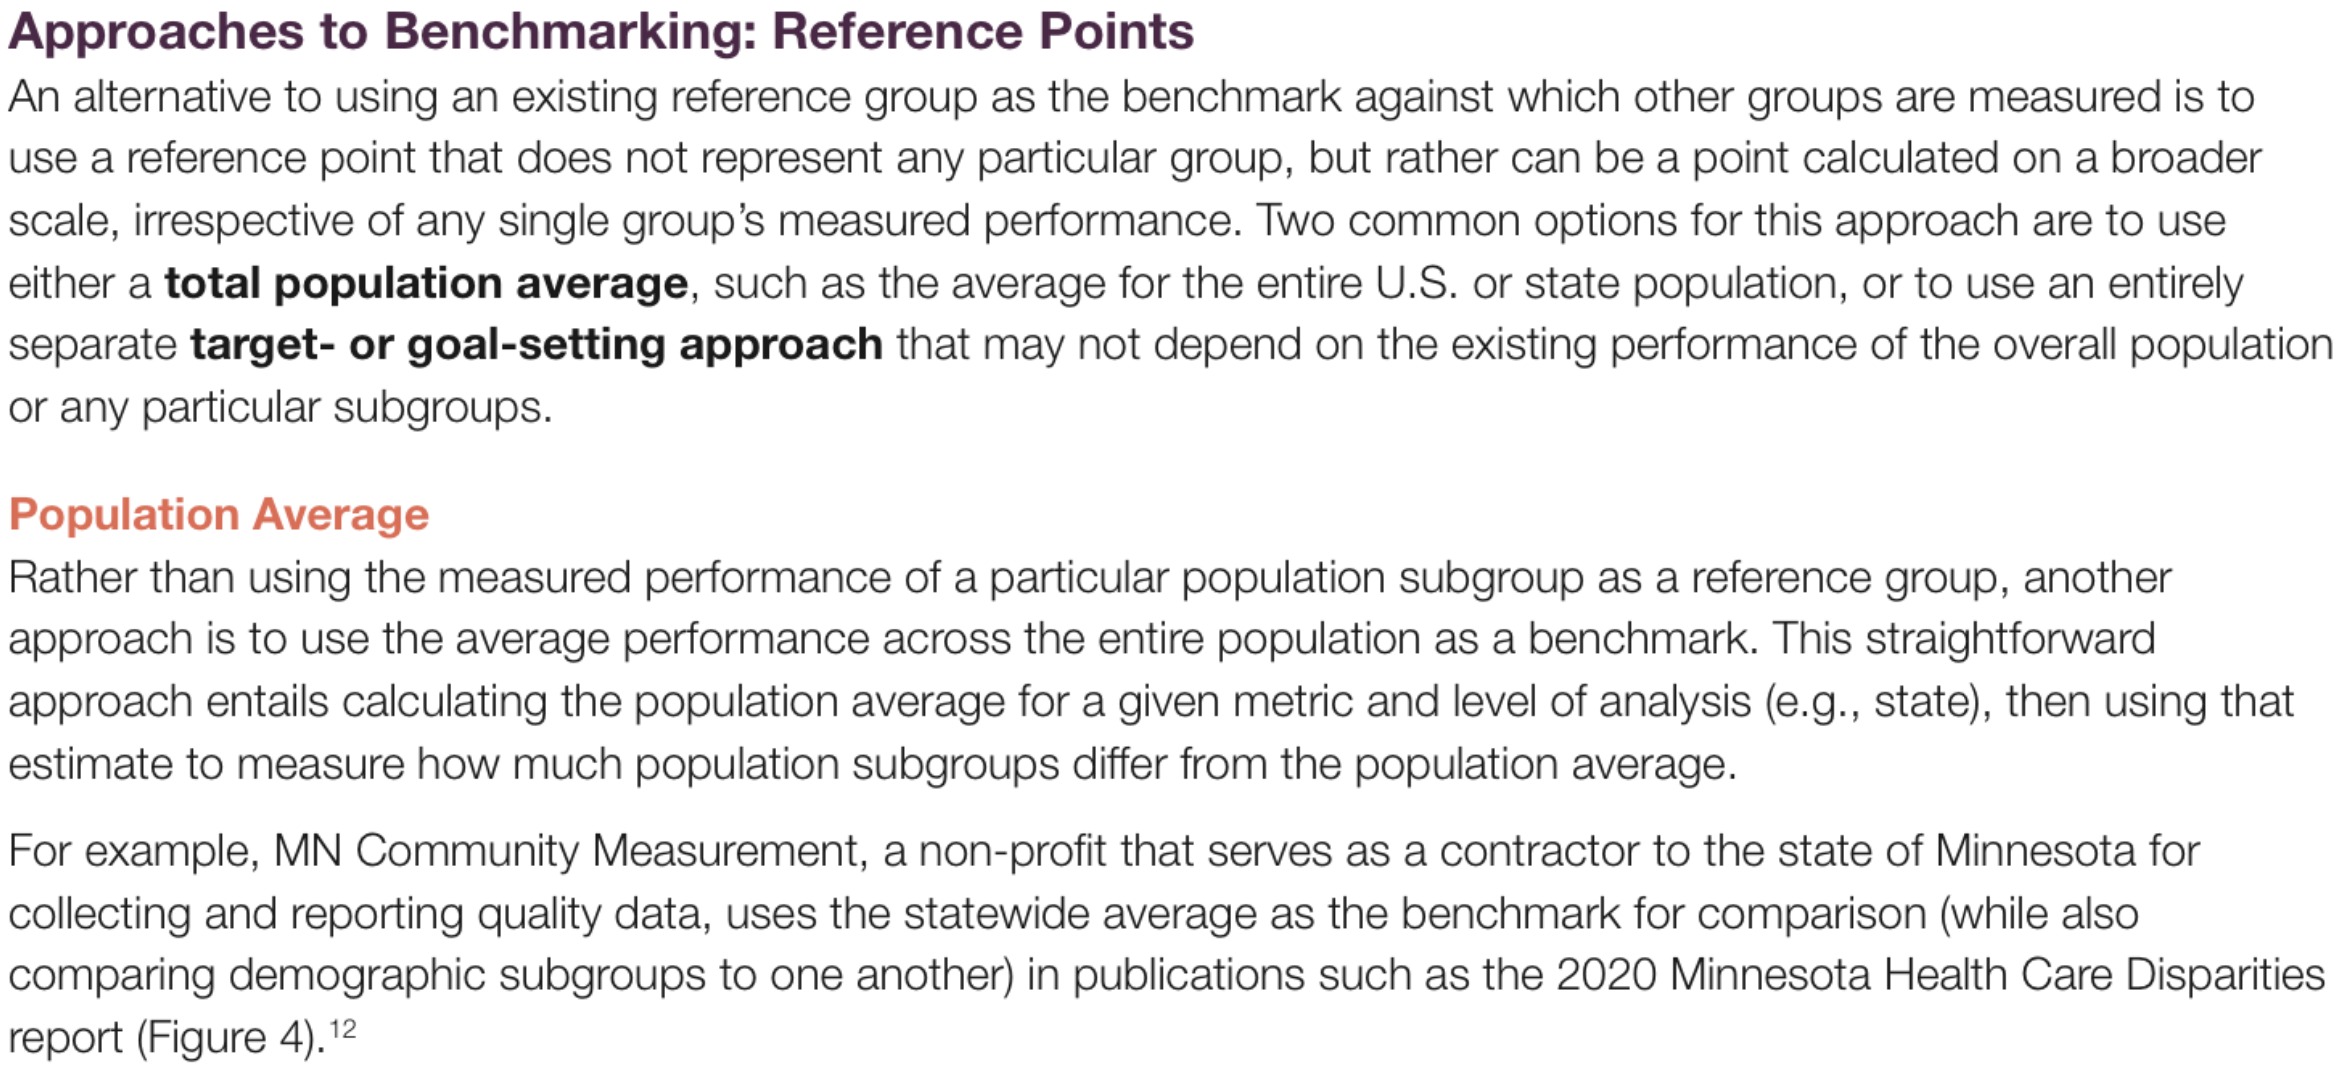 Approaches to Benchmarking: Reference Points
An alternative to using an existing reference group as the benchmark against which other groups are measured is to
use a reference point that does not represent any particular group, but rather can be a point calculated on a broader
scale, irrespective of any single group’s measured performance. Two common options for this approach are to use
either a total population average, such as the average for the entire U.S. or state population, or to use an entirely
separate target- or goal-setting approach that may not depend on the existing performance of the overall population
or any particular subgroups.
Population Average
Rather than using the measured performance of a particular population subgroup as a reference group, another
approach is to use the average performance across the entire population as a benchmark. This straightforward
approach entails calculating the population average for a given metric and level of analysis (e.g., state), then using that
estimate to measure how much population subgroups differ from the population average.
For example, MN Community Measurement, a non-profit that serves as a contractor to the state of Minnesota for
collecting and reporting quality data, uses the statewide average as the benchmark for comparison (while also
comparing demographic subgroups to one another) in publications such as the 2020 Minnesota Health Care Disparities
report (Figure 4).12